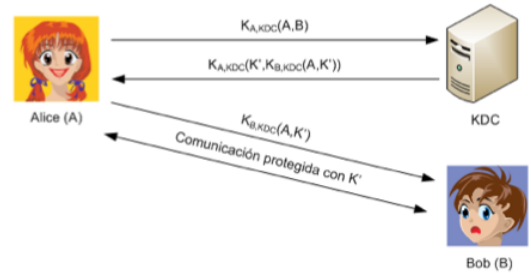 K_A,KDC(A,B)
K_A,KDC(K',K_B,KDC(A,K'))
Alice (A)
KDC
K_B,KDC(A,K')
Comunicación protegida con K'
Bob (B)